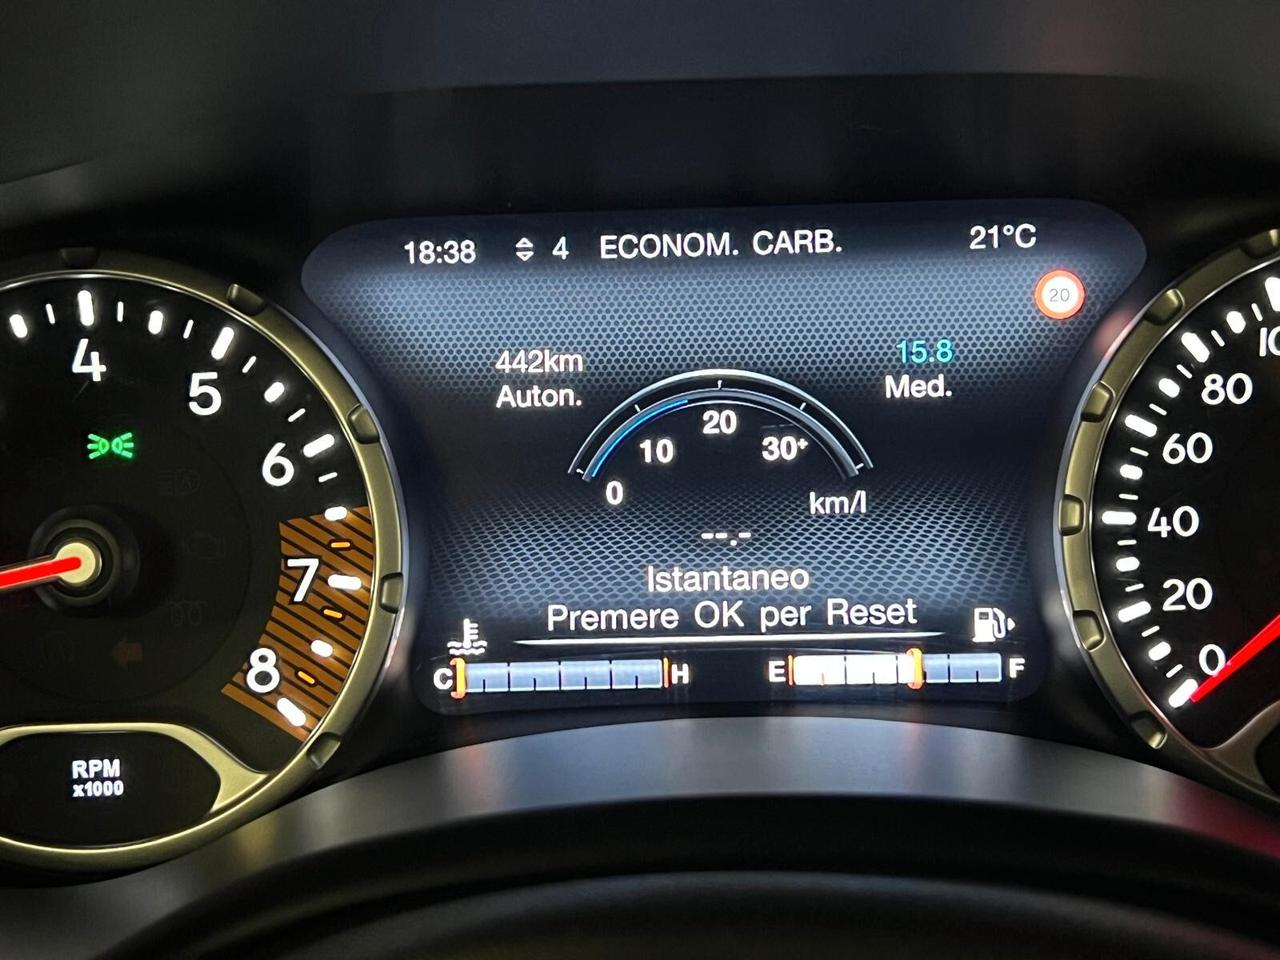 18:38 4 ECONOM. CARB. 21°C
20
442km
Auton.
15.8
Med.
0 10 20 30+
km/l
--.-
Istantaneo
Premere OK per Reset
C H E F
4 5 6 7 8
RPM
x1000
0 20 40 60 80